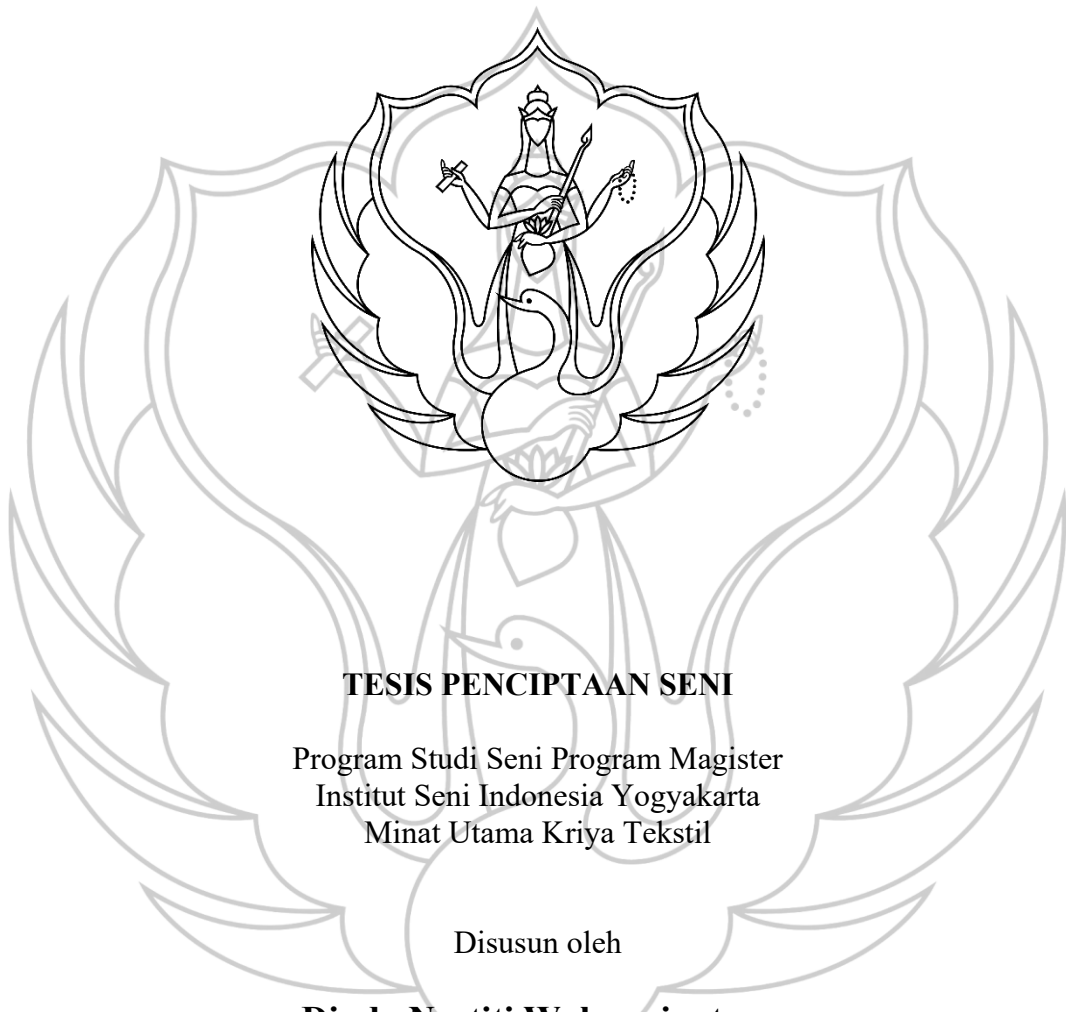 TESIS PENCIPTAAN SENI
Program Studi Seni Program Magister
Institut Seni Indonesia Yogyakarta
Minat Utama Kriya Tekstil
Disusun oleh